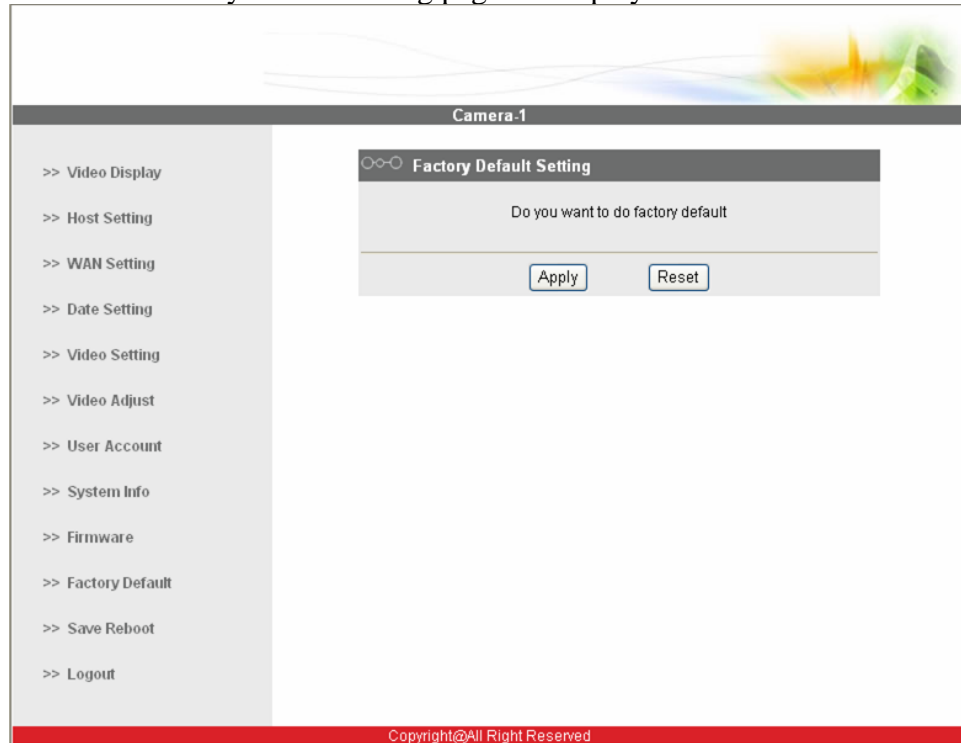 Camera-1
>> Video Display
>> Host Setting
>> WAN Setting
>> Date Setting
>> Video Setting
>> Video Adjust
>> User Account
>> System Info
>> Firmware
>> Factory Default
>> Save Reboot
>> Logout
Factory Default Setting
Do you want to do factory default
Apply Reset
Copyright@All Right Reserved